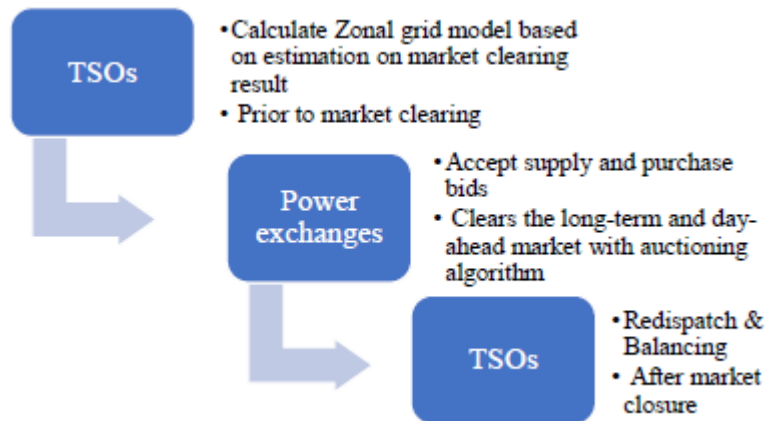 TSOs
•Calculate Zonal grid model based
on estimation on market clearing
result
• Prior to market clearing
Power
exchanges
•Accept supply and purchase
bids
• Clears the long-term and day-
ahead market with auctioning
algorithm
TSOs
•Redispatch &
Balancing
• After market
closure